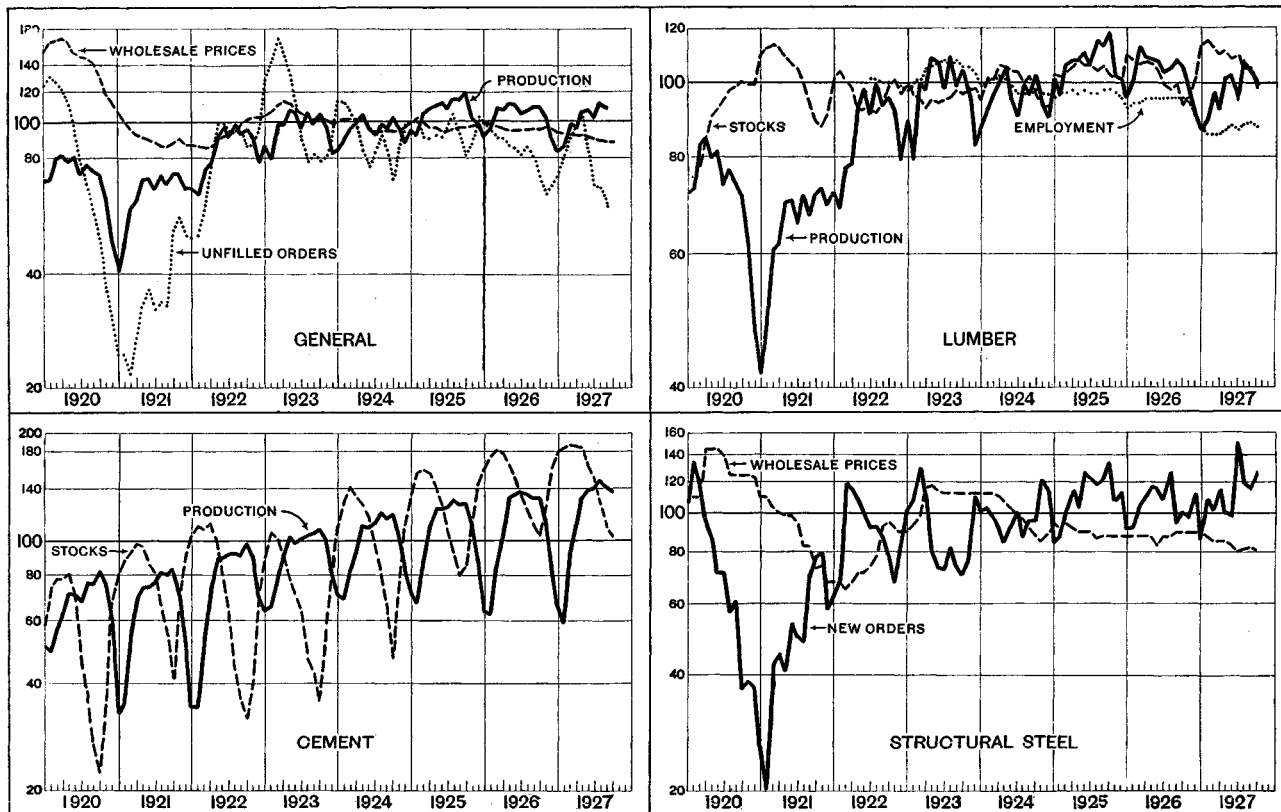 WHOLESALE PRICES
140
PRODUCTION
120
100
80
UNFILLED ORDERS
40
GENERAL
20
1920 1921 1922 1923 1924 1925 1926 1927
120
100
STOCKS
EMPLOYMENT
80
PRODUCTION
60
LUMBER
40
1920 1921 1922 1923 1924 1925 1926 1927
200
180
140
PRODUCTION
100
STOCKS
80
60
40
CEMENT
20
1920 1921 1922 1923 1924 1925 1926 1927
160
140
WHOLESALE PRICES
120
100
80
60
NEW ORDERS
40
STRUCTURAL STEEL
20
1920 1921 1922 1923 1924 1925 1926 1927